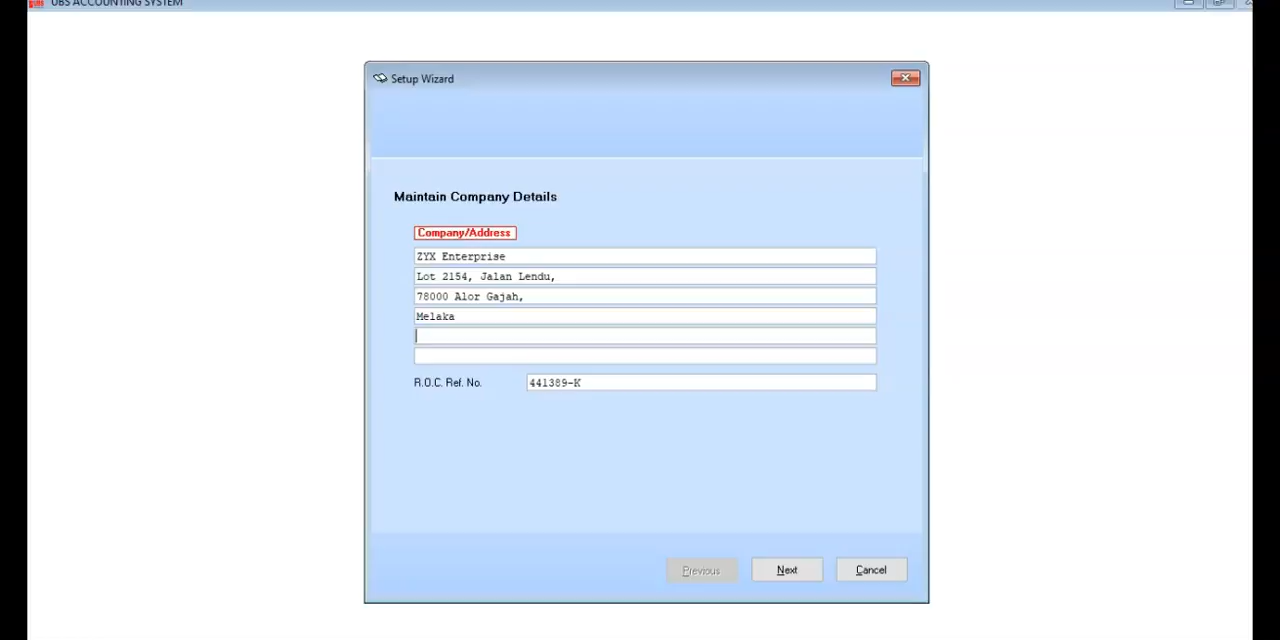 UBS ACCOUNTING SYSTEM
Setup Wizard
Maintain Company Details
Company/Address
ZYX Enterprise
Lot 2154, Jalan Lendu,
78000 Alor Gajah,
Melaka
R.O.C. Ref. No. 441389-K
Previous Next Cancel